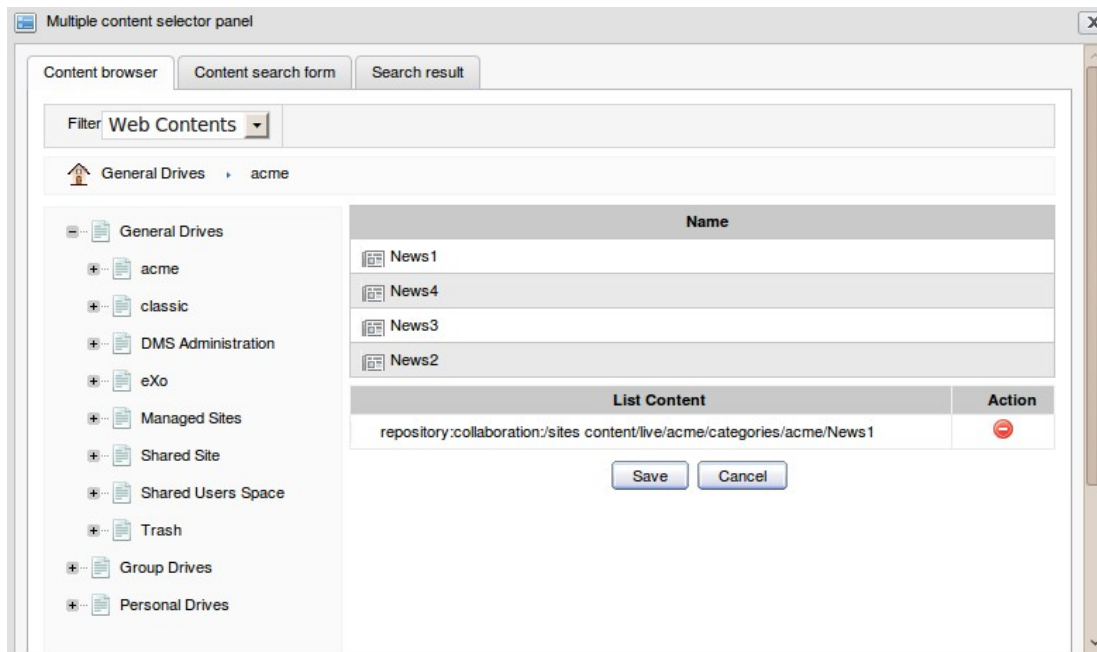 Multiple content selector panel
Content browser
Content search form
Search result
Filter Web Contents
General Drives acme
General Drives
acme
classic
DMS Administration
eXo
Managed Sites
Shared Site
Shared Users Space
Trash
Group Drives
Personal Drives
Name
News1
News4
News3
News2
List Content Action
repository:collaboration:/sites content/live/acme/categories/acme/News1
Save Cancel